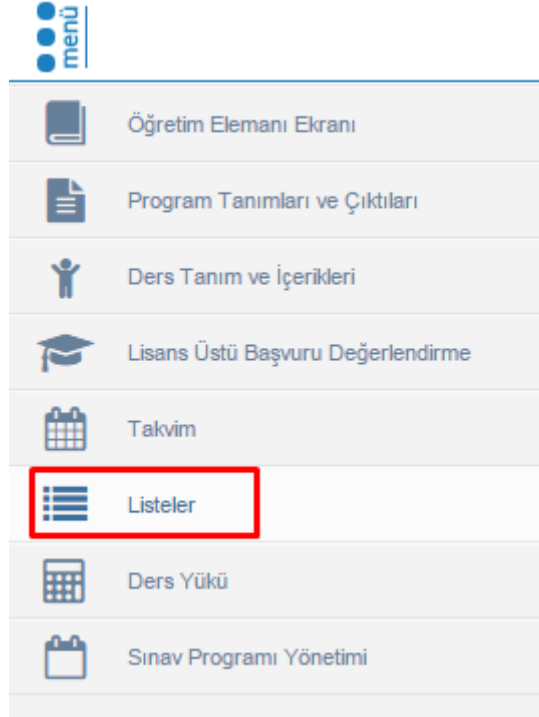 menü
Öğretim Elemanı Ekranı
Program Tanımları ve Çıktıları
Ders Tanım ve İçerikleri
Lisans Üstü Başvuru Değerlendirme
Takvim
Listeler
Ders Yükü
Sınav Programı Yönetimi